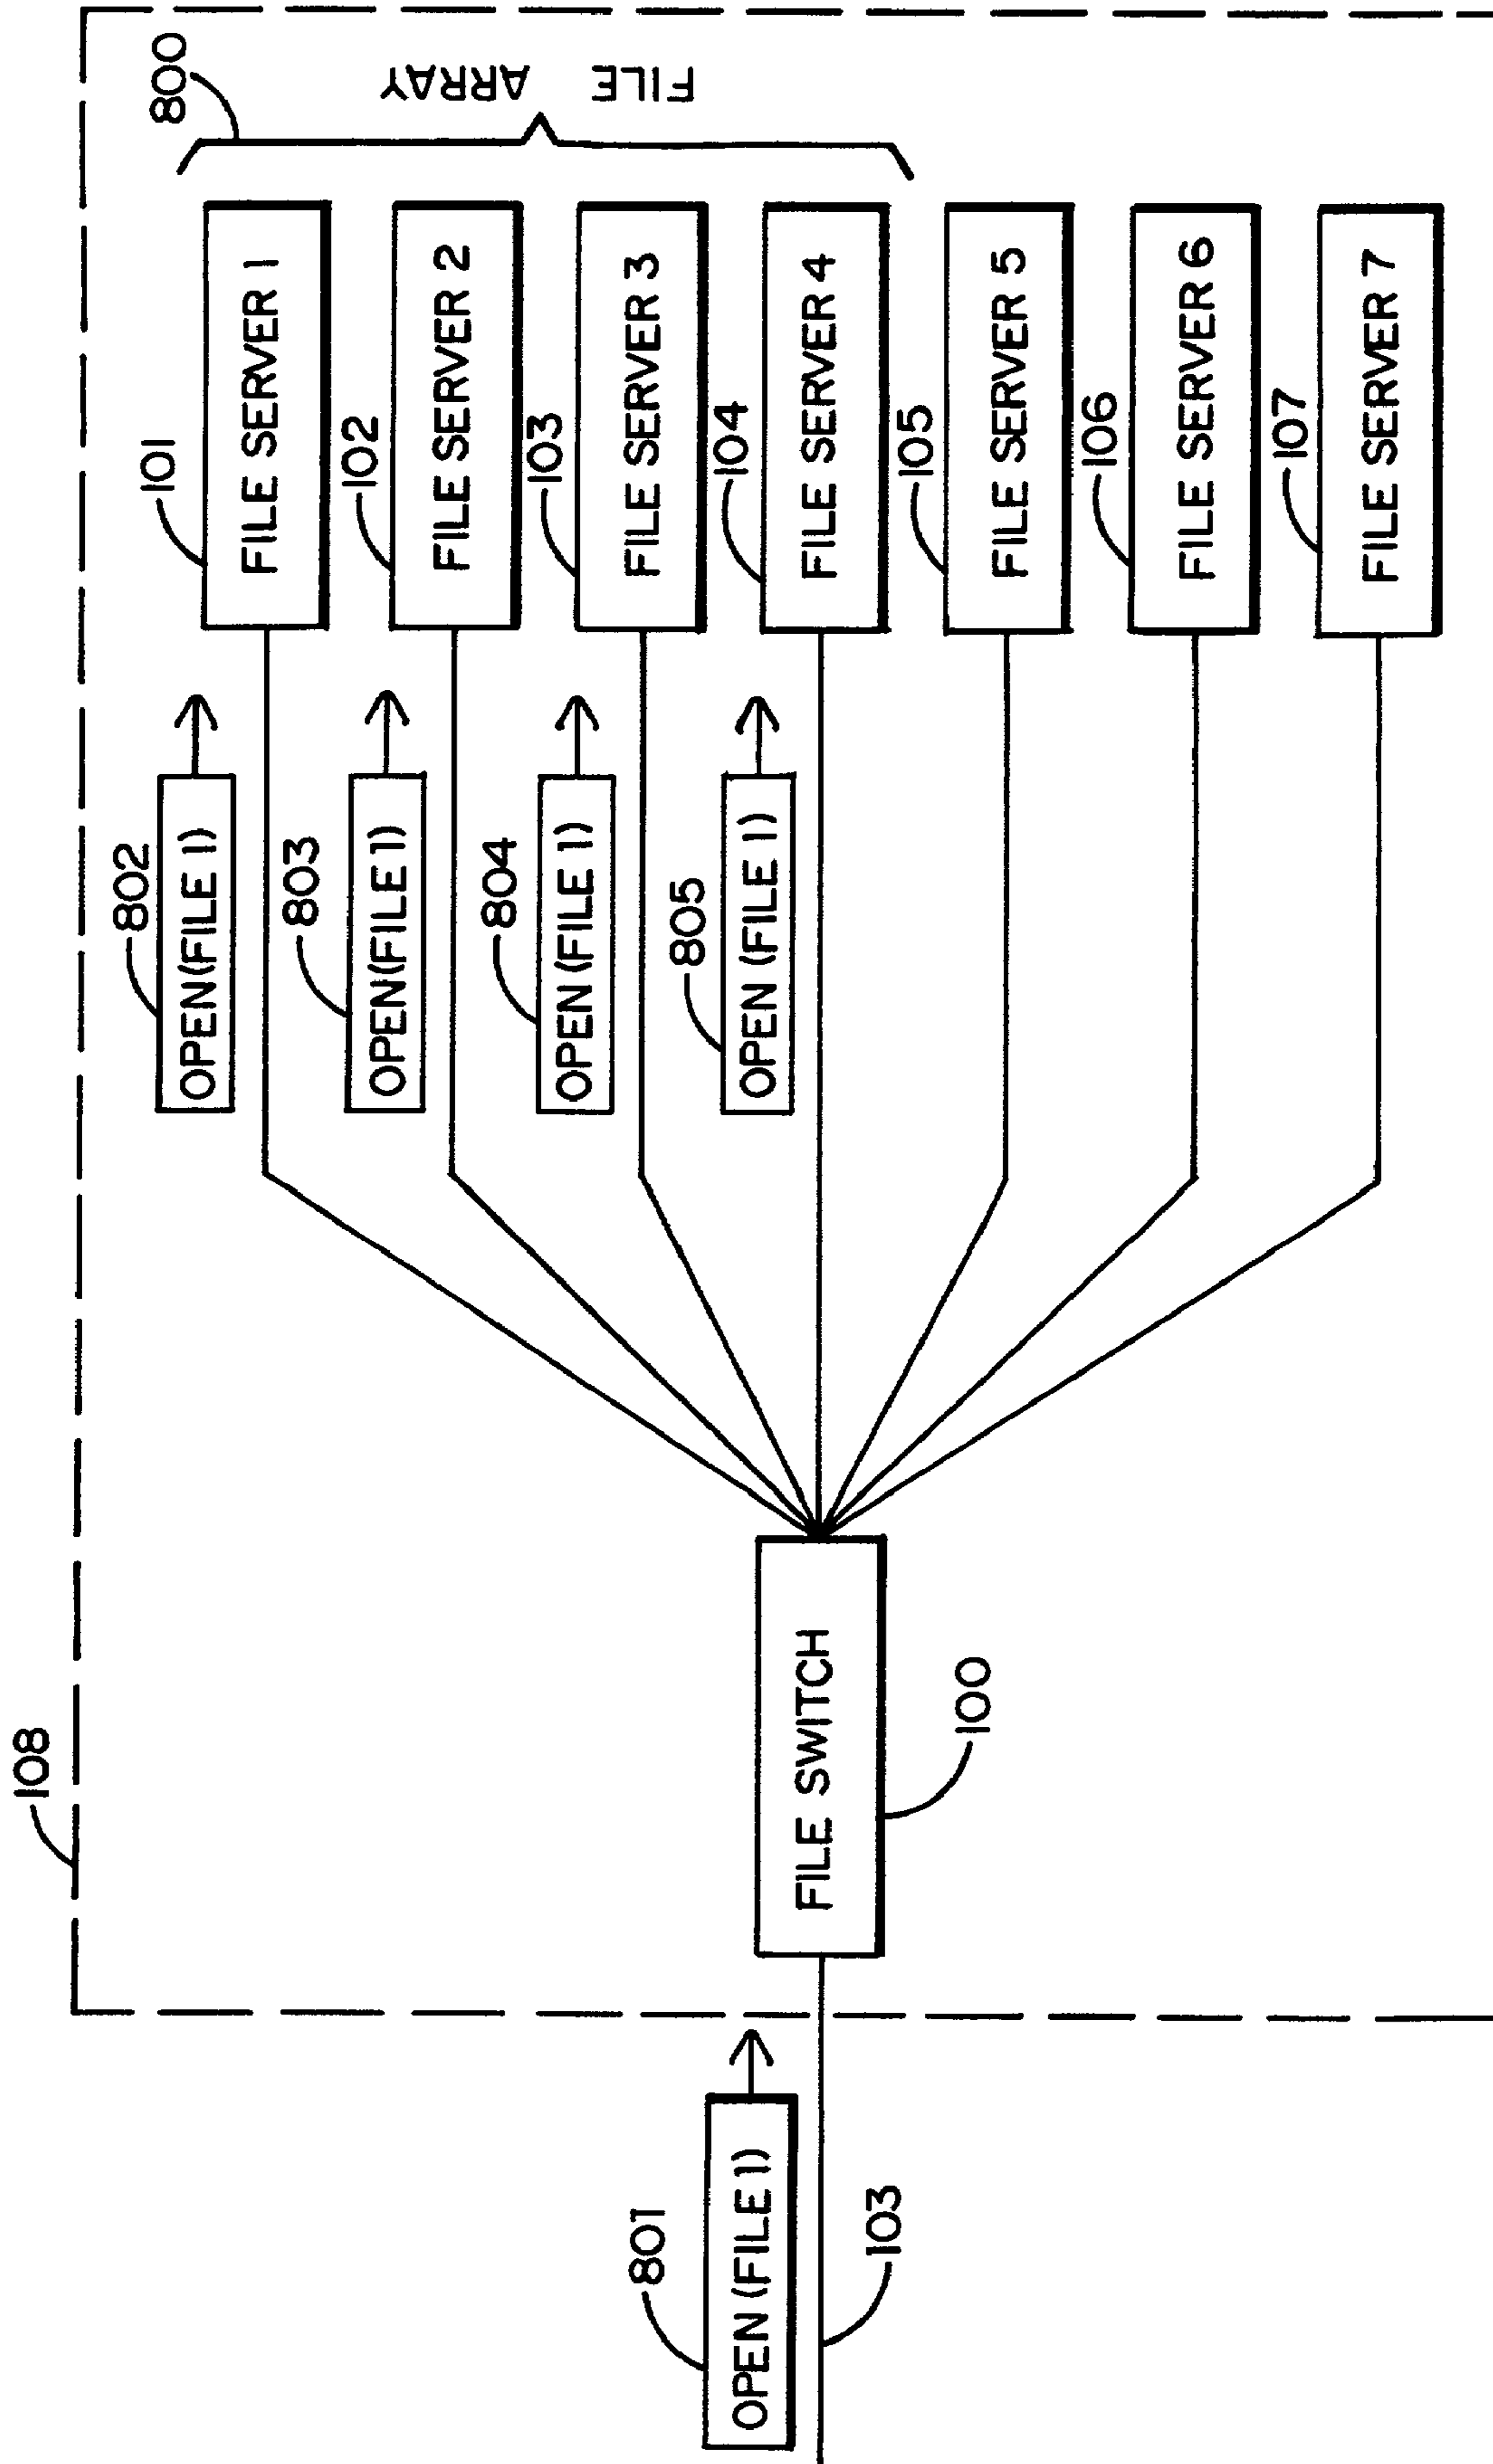 108
800
FILE ARRAY
101
FILE SERVER 1
802
OPEN(FILE 1)
102
FILE SERVER 2
803
OPEN(FILE 1)
103
FILE SERVER 3
804
OPEN (FILE 1)
104
FILE SERVER 4
805
OPEN (FILE 1)
105
FILE SERVER 5
106
FILE SERVER 6
107
FILE SERVER 7
FILE SWITCH
100
801
OPEN (FILE 1)
103